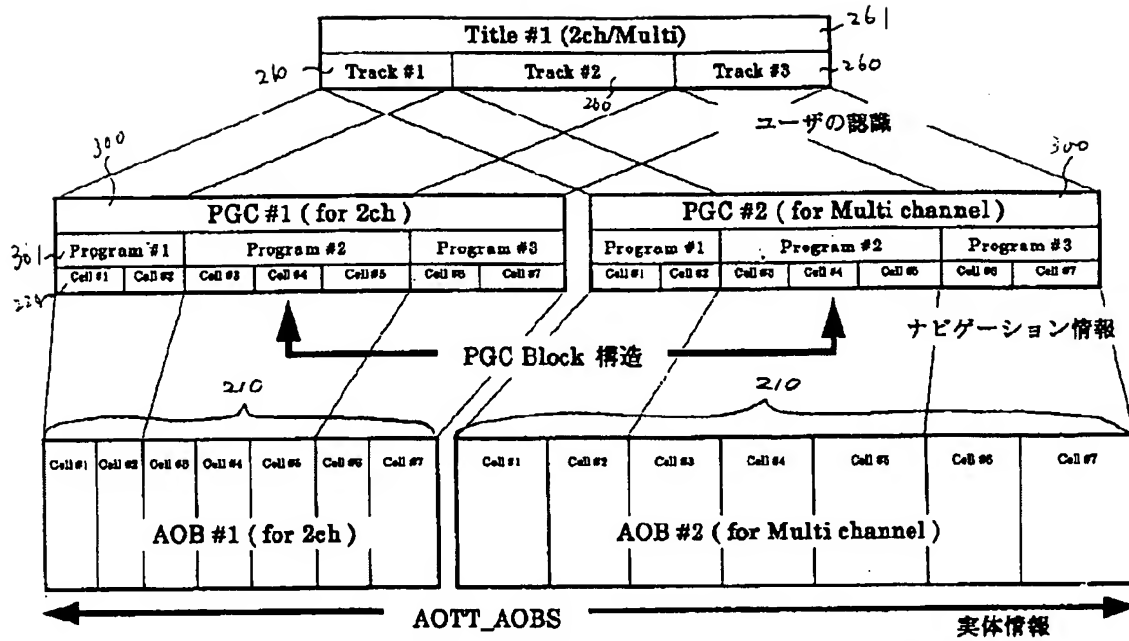 Title #1 (2ch/Multi)
261
260
Track #1
Track #2
Track #3
260
260
ユーザの認識
300
300
PGC #1 ( for 2ch )
PGC #2 ( for Multi channel )
301
Program #1
Program #2
Program #3
Program #1
Program #2
Program #3
Cell #1
Cell #2
Cell #3
Cell #4
Cell #5
Cell #6
Cell #7
Cell #1
Cell #2
Cell #3
Cell #4
Cell #5
Cell #6
Cell #7
ナビゲーション情報
PGC Block 構造
210
210
Cell #1
Cell #2
Cell #3
Cell #4
Cell #5
Cell #6
Cell #7
Cell #1
Cell #2
Cell #3
Cell #4
Cell #5
Cell #6
Cell #7
AOB #1 ( for 2ch )
AOB #2 ( for Multi channel )
AOTT_AOBS
実体情報